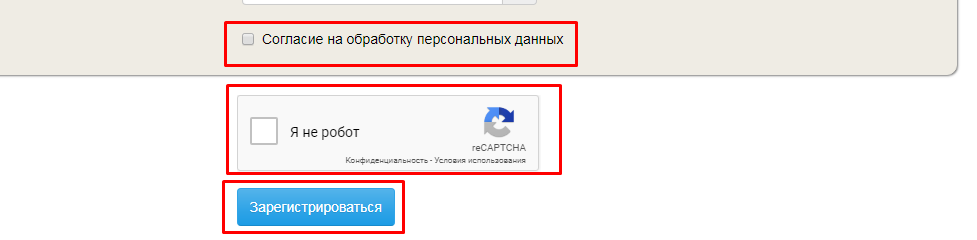 Согласие на обработку персональных данных
Я не робот
reCAPTCHA
Конфиденциальность - Условия использования
Зарегистрироваться